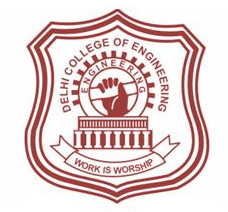 DELHI COLLEGE OF ENGINEERING
ENGINEERING
WORK IS WORSHIP